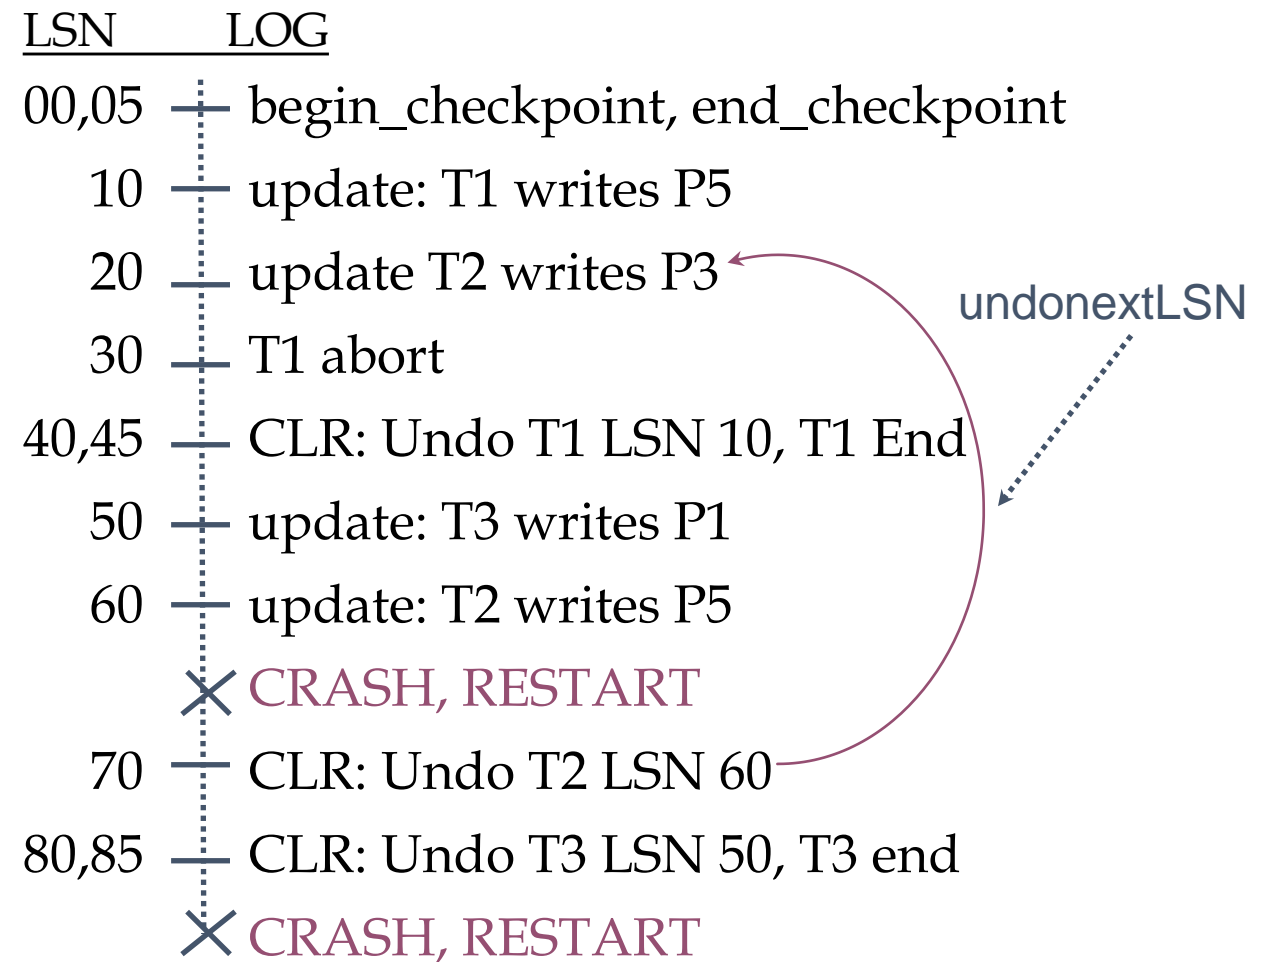 LSN LOG
00,05 begin_checkpoint, end_checkpoint
10 update: T1 writes P5
20 update T2 writes P3
undonextLSN
30 T1 abort
40,45 CLR: Undo T1 LSN 10, T1 End
50 update: T3 writes P1
60 update: T2 writes P5
CRASH, RESTART
70 CLR: Undo T2 LSN 60
80,85 CLR: Undo T3 LSN 50, T3 end
CRASH, RESTART